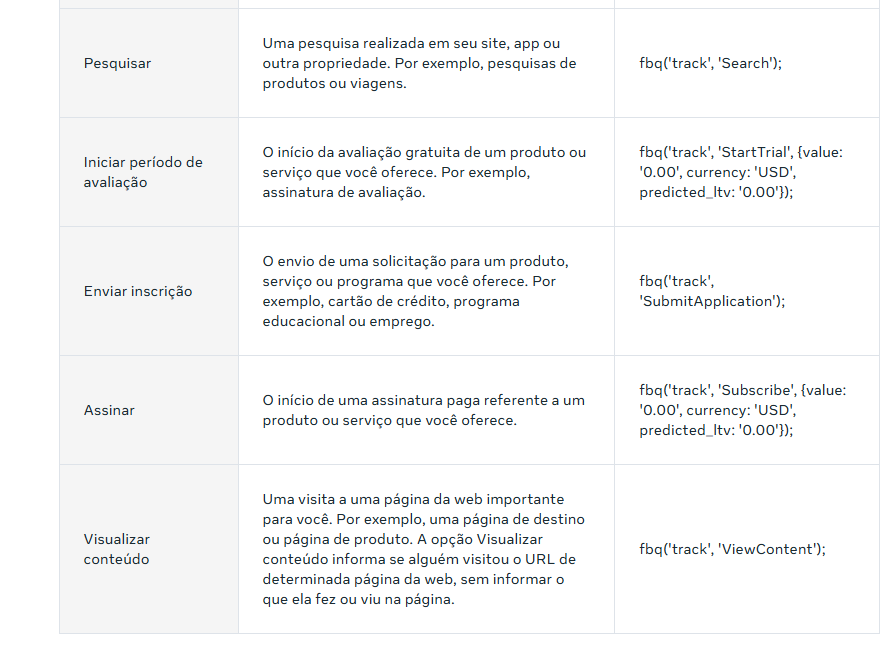 Pesquisar
Uma pesquisa realizada em seu site, app ou
outra propriedade. Por exemplo, pesquisas de
produtos ou viagens.
fbq('track', 'Search');
Iniciar período de
avaliação
O início da avaliação gratuita de um produto ou
serviço que você oferece. Por exemplo,
assinatura de avaliação.
fbq('track', 'StartTrial', {value:
'0.00', currency: 'USD',
predicted_ltv: '0.00'});
Enviar inscrição
O envio de uma solicitação para um produto,
serviço ou programa que você oferece. Por
exemplo, cartão de crédito, programa
educacional ou emprego.
fbq('track',
'SubmitApplication');
Assinar
O início de uma assinatura paga referente a um
produto ou serviço que você oferece.
fbq('track', 'Subscribe', {value:
'0.00', currency: 'USD',
predicted_ltv: '0.00'});
Visualizar
conteúdo
Uma visita a uma página da web importante
para você. Por exemplo, uma página de destino
ou página de produto. A opção Visualizar
conteúdo informa se alguém visitou o URL de
determinada página da web, sem informar o
que ela fez ou viu na página.
fbq('track', 'ViewContent');